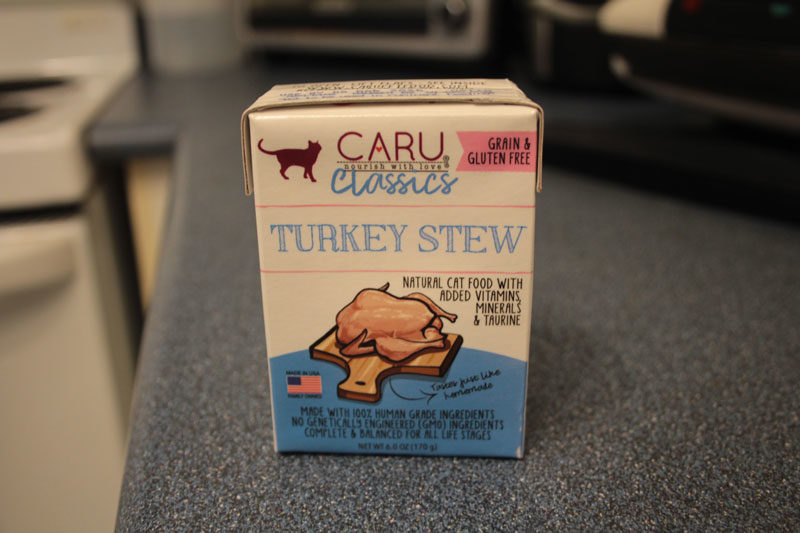 CARU
nourish with love
Classics
GRAIN &
GLUTEN FREE
TURKEY STEW
NATURAL CAT FOOD WITH
ADDED VITAMINS,
MINERALS
& TAURINE
MADE IN USA
FAMILY OWNED
Tastes just like
homemade
MADE WITH 100% HUMAN GRADE INGREDIENTS
NO GENETICALLY ENGINEERED (GMO) INGREDIENTS
COMPLETE & BALANCED FOR ALL LIFE STAGES
NET WT 6.0 OZ (170 g)